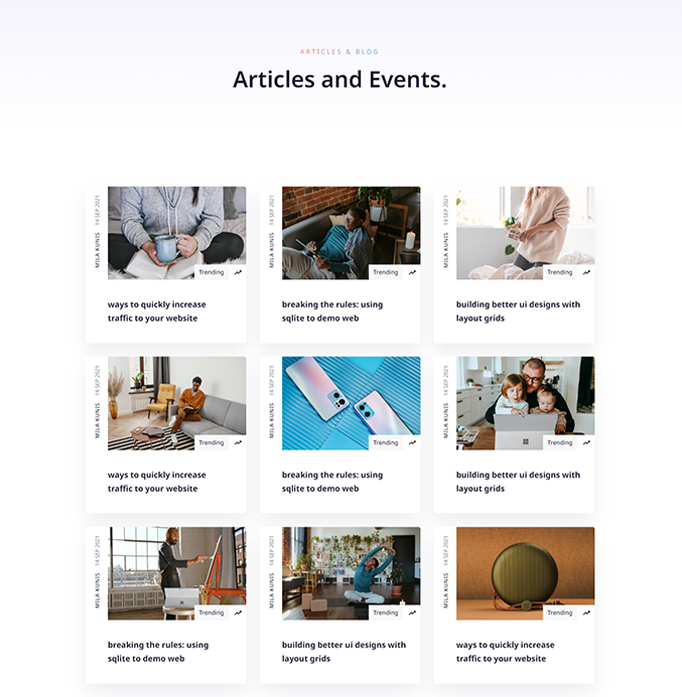 ARTICLES & BLOG
Articles and Events.
MILA KUNIS 14 SEP 2021
Trending
ways to quickly increase
traffic to your website
MILA KUNIS 14 SEP 2021
Trending
breaking the rules: using
sqlite to demo web
MILA KUNIS 14 SEP 2021
Trending
building better ui designs with
layout grids
MILA KUNIS 14 SEP 2021
Trending
ways to quickly increase
traffic to your website
MILA KUNIS 14 SEP 2021
Trending
breaking the rules: using
sqlite to demo web
MILA KUNIS 14 SEP 2021
Trending
building better ui designs with
layout grids
MILA KUNIS 14 SEP 2021
Trending
breaking the rules: using
sqlite to demo web
MILA KUNIS 14 SEP 2021
Trending
building better ui designs with
layout grids
MILA KUNIS 14 SEP 2021
Trending
ways to quickly increase
traffic to your website